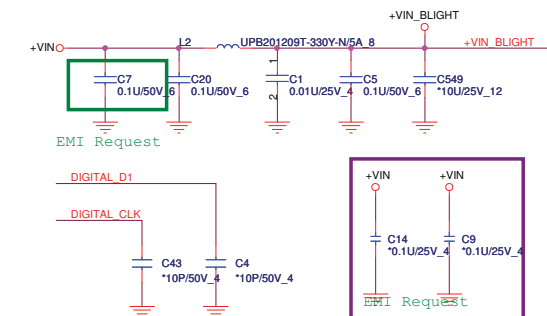 +VIN_BLIGHT
+VIN
L2
UPB201209T-330Y-N/5A_8
+VIN_BLIGHT
C7
0.1U/50V_6
C20
0.1U/50V_6
1
2
C1
0.01U/25V_4
C5
0.1U/50V_6
C549
*10U/25V_12
EMI Request
DIGITAL_D1
DIGITAL_CLK
C43
*10P/50V_4
C4
*10P/50V_4
+VIN
+VIN
C14
*0.1U/25V_4
C9
*0.1U/25V_4
EMI Request